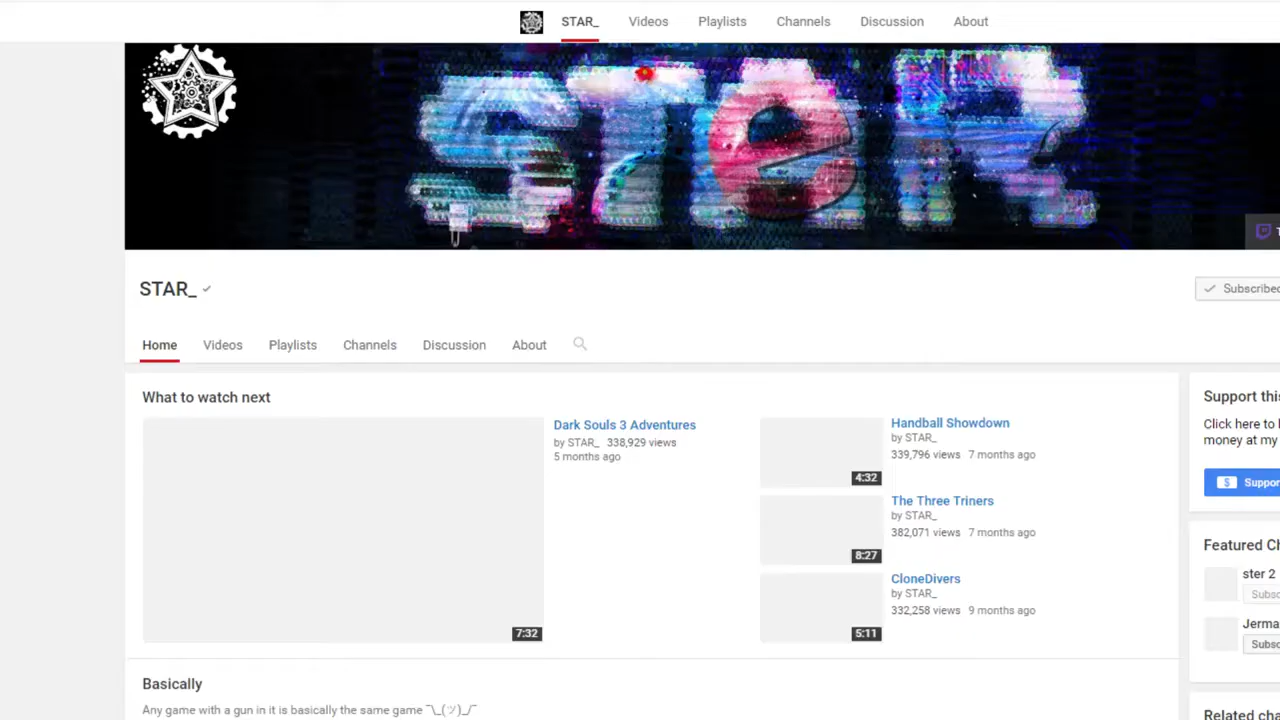 STAR_ Videos Playlists Channels Discussion About
STeR
STAR_
Subscribed
Home Videos Playlists Channels Discussion About
What to watch next
Dark Souls 3 Adventures
by STAR_ 338,929 views
5 months ago
7:32
Handball Showdown
by STAR_
339,796 views 7 months ago
4:32
The Three Triners
by STAR_
382,071 views 7 months ago
8:27
CloneDivers
by STAR_
332,258 views 9 months ago
5:11
Basically
Any game with a gun in it is basically the same game ¯\_(ツ)_/¯
Support this
Click here to
money at my
$ Suppor
Featured Ch
ster 2
Subsc
Jerma
Subsc
Related cha